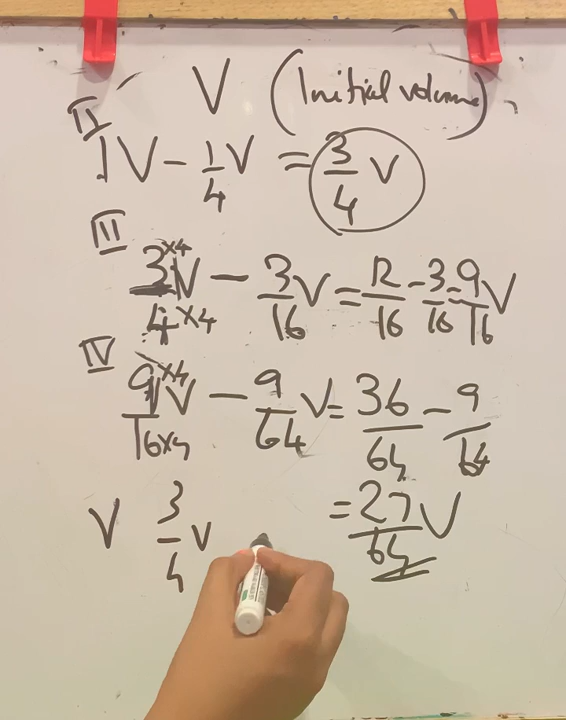 V (Initial volume)
II 1V - 1/4 V = 3/4 V
III
3×4/4×4 V - 3/16 V = 12/16 - 3/16 = 9/16 V
IV
9×4/16×4 V - 9/64 V = 36/64 - 9/64
V 3/4 V = 27/64 V